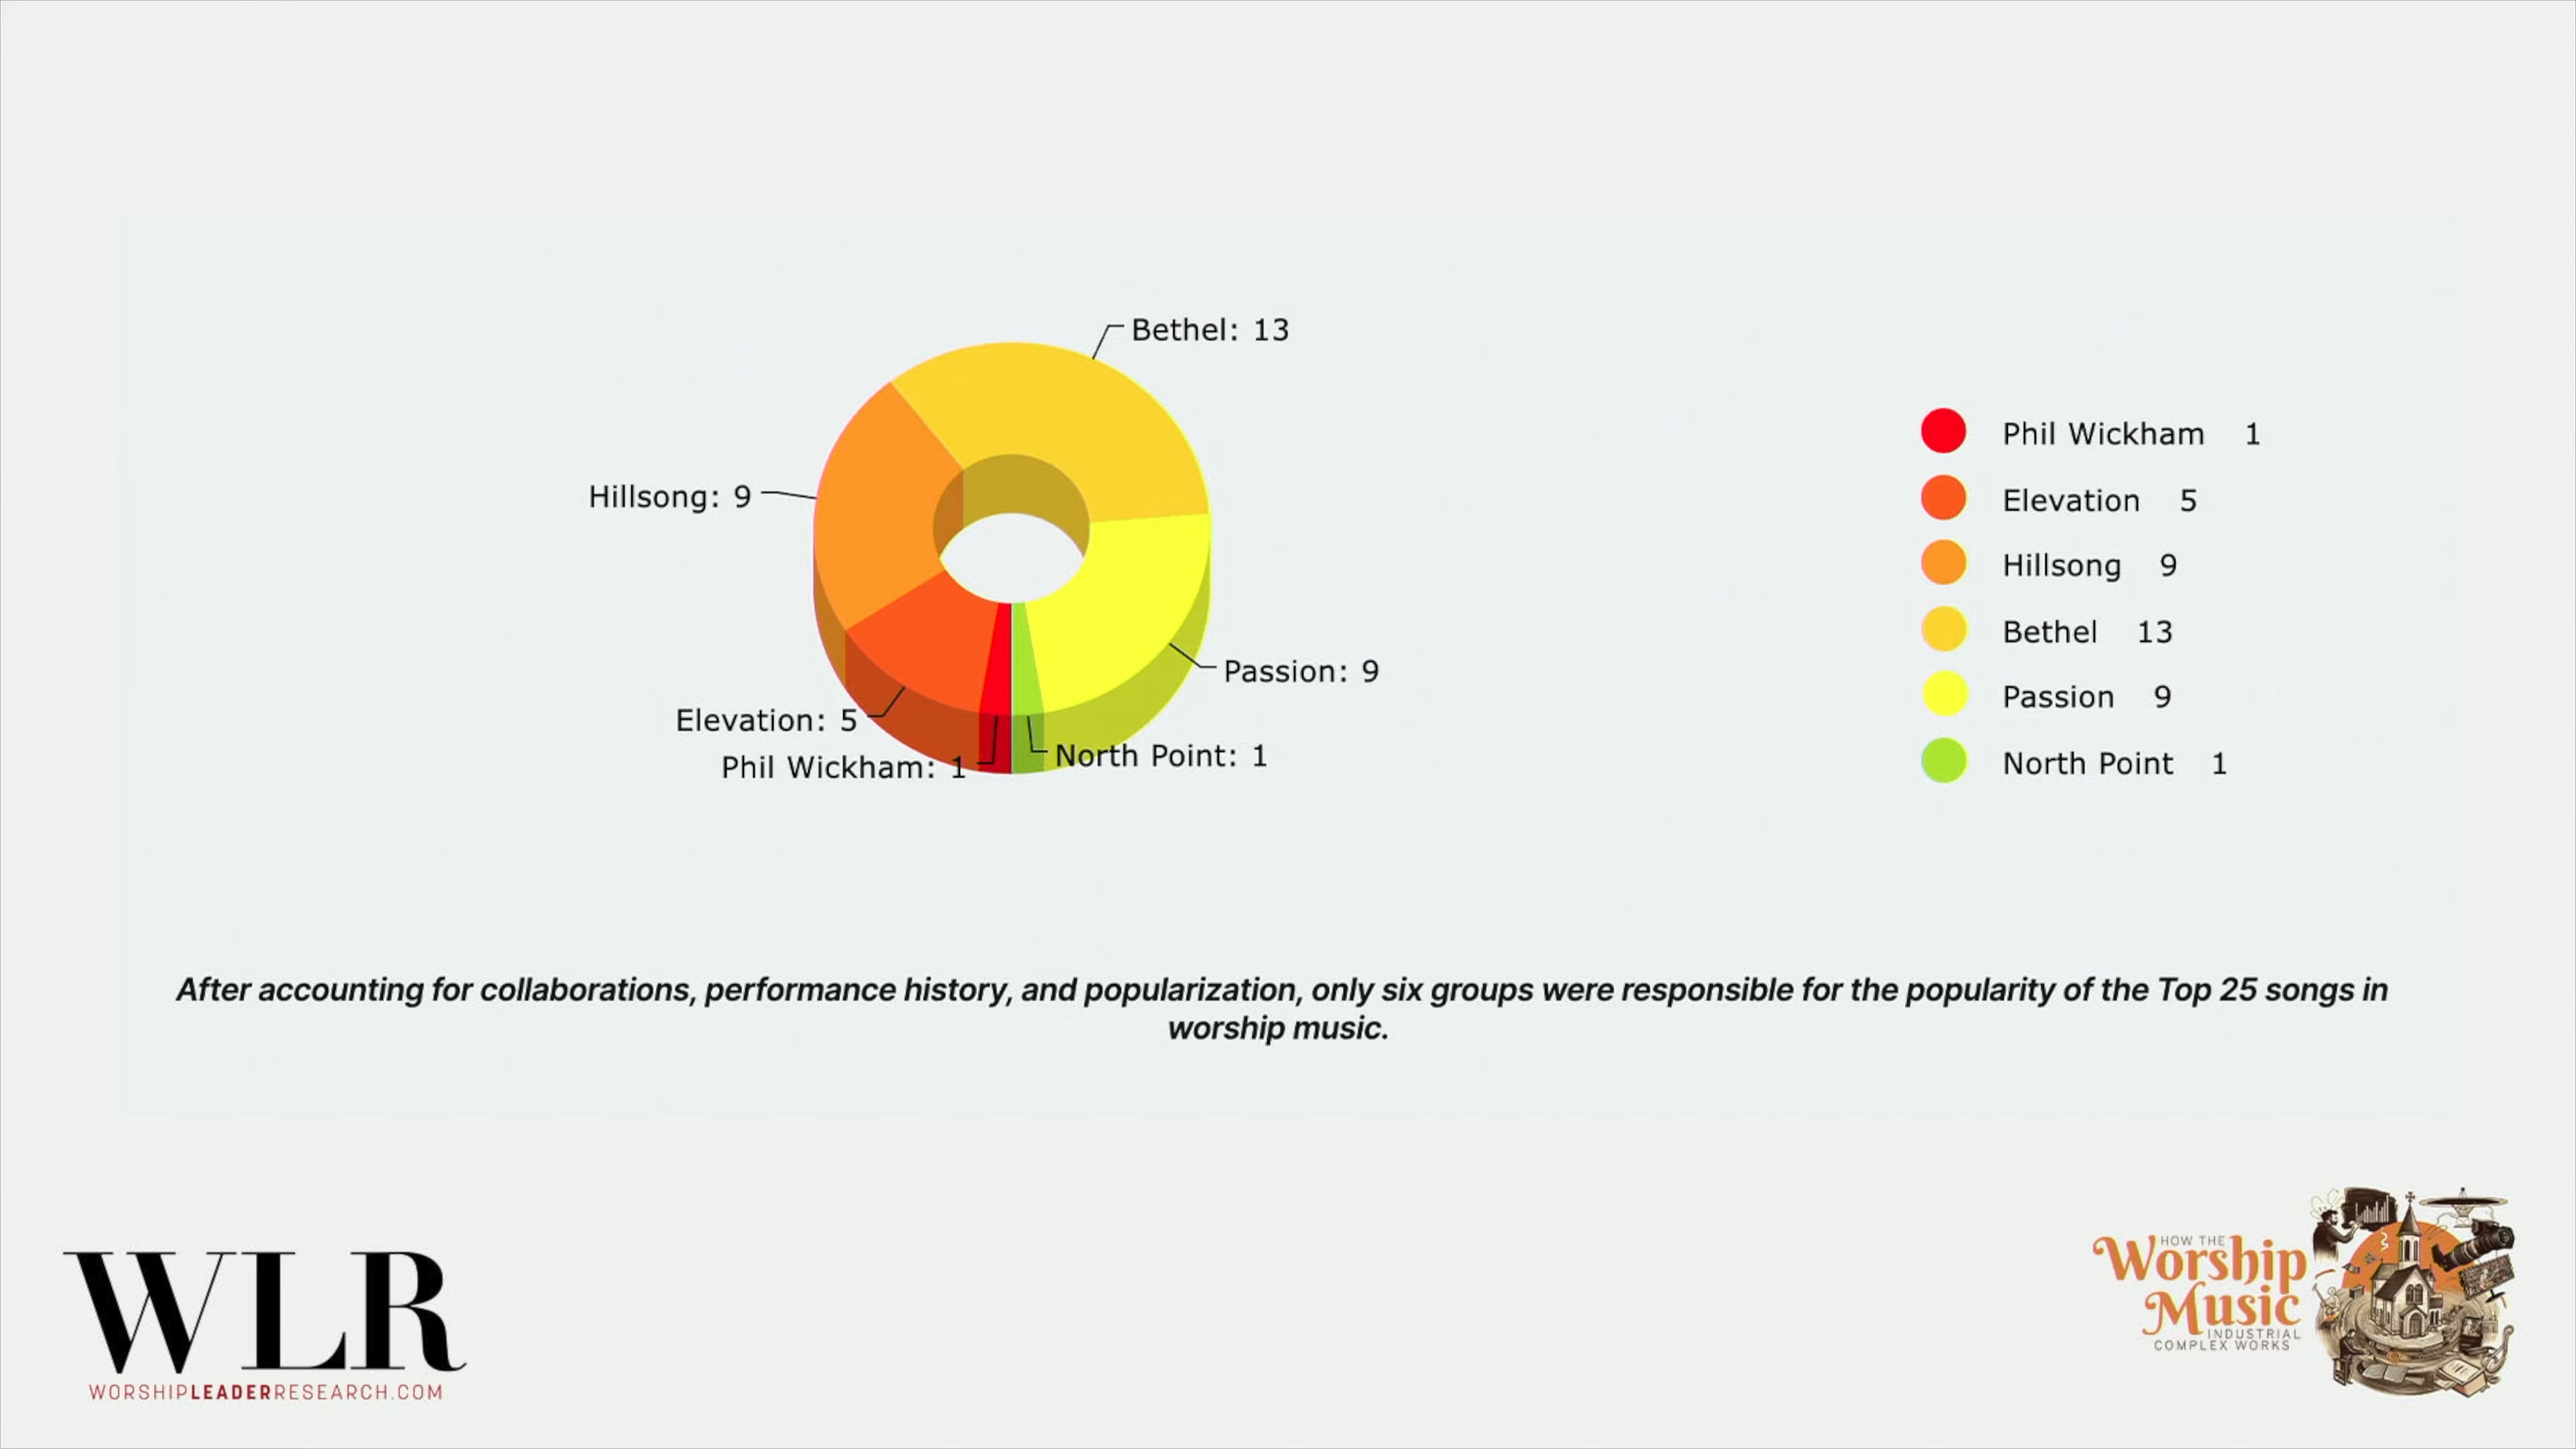 Bethel: 13
Hillsong: 9
Passion: 9
Elevation: 5
Phil Wickham: 1
North Point: 1
Phil Wickham 1
Elevation 5
Hillsong 9
Bethel 13
Passion 9
North Point 1
After accounting for collaborations, performance history, and popularization, only six groups were responsible for the popularity of the Top 25 songs in
worship music.
WLR
WORSHIPLEADERRESEARCH.COM
HOW THE
Worship
Music
INDUSTRIAL
COMPLEX WORKS